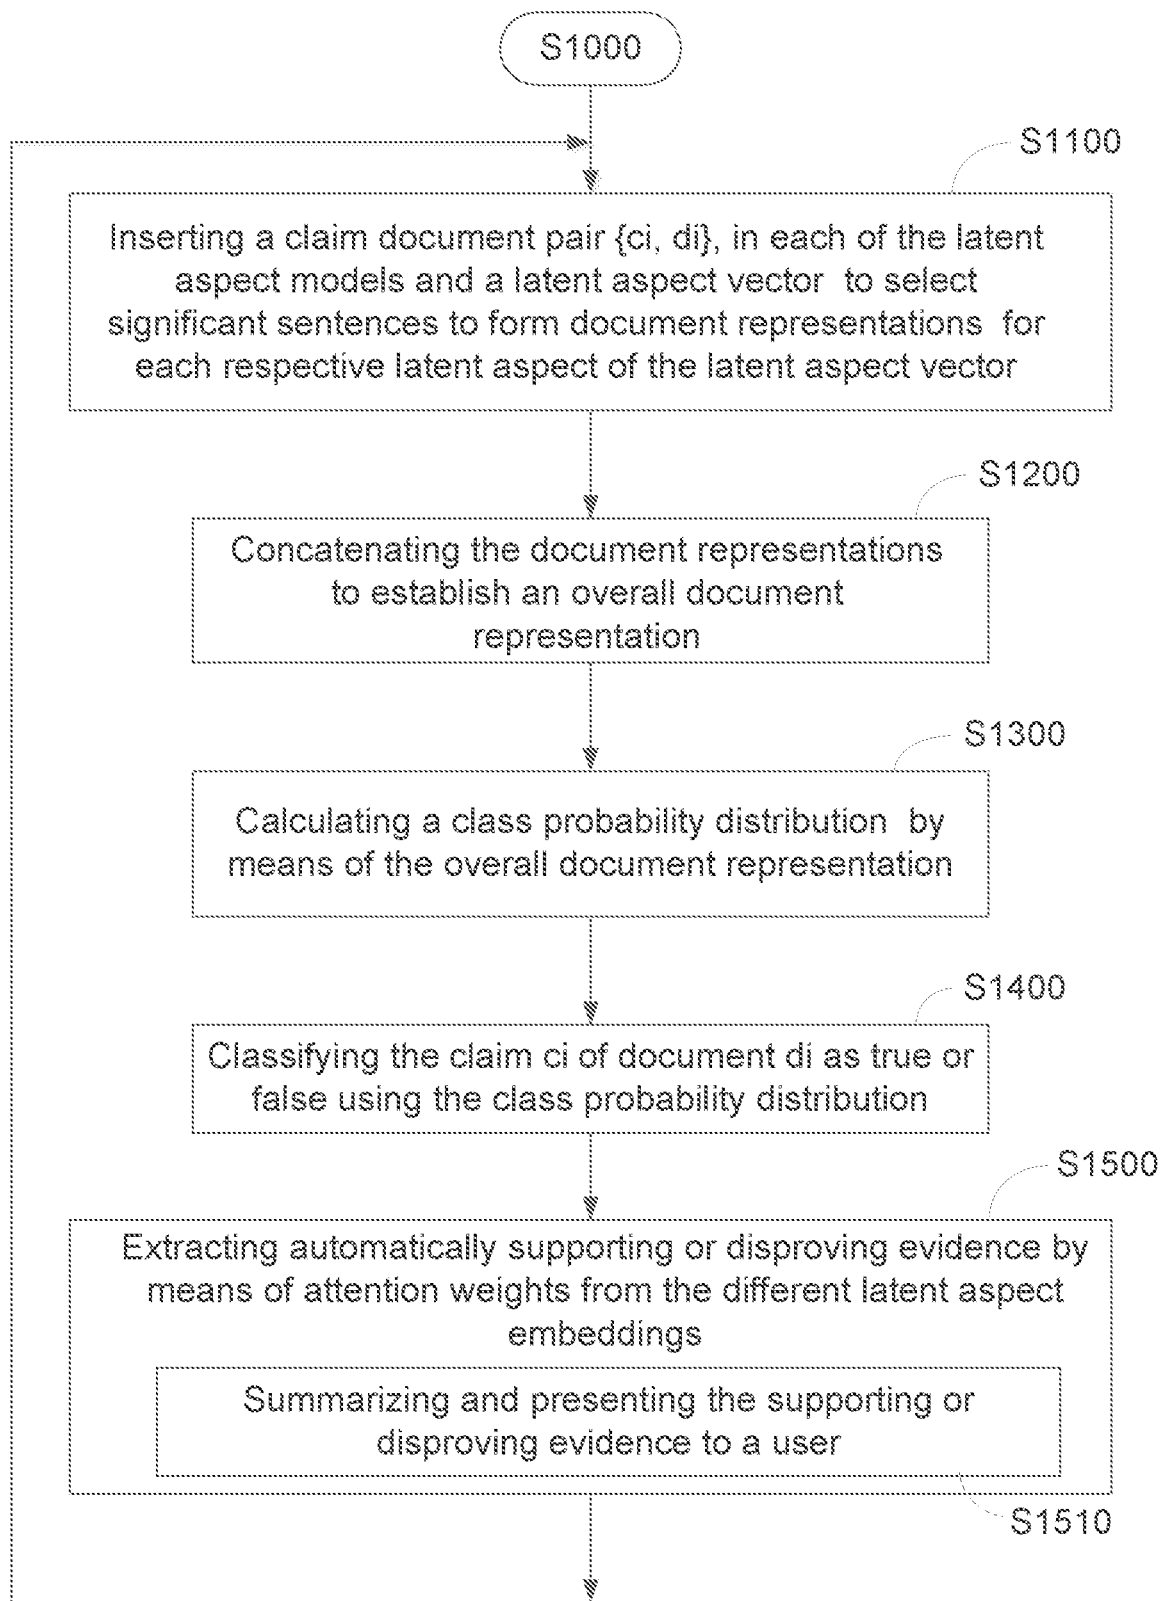 S1000
S1100
Inserting a claim document pair {ci, di}, in each of the latent
aspect models and a latent aspect vector to select
significant sentences to form document representations for
each respective latent aspect of the latent aspect vector
S1200
Concatenating the document representations
to establish an overall document
representation
S1300
Calculating a class probability distribution by
means of the overall document representation
S1400
Classifying the claim ci of document di as true or
false using the class probability distribution
S1500
Extracting automatically supporting or disproving evidence by
means of attention weights from the different latent aspect
embeddings
Summarizing and presenting the supporting or
disproving evidence to a user
S1510